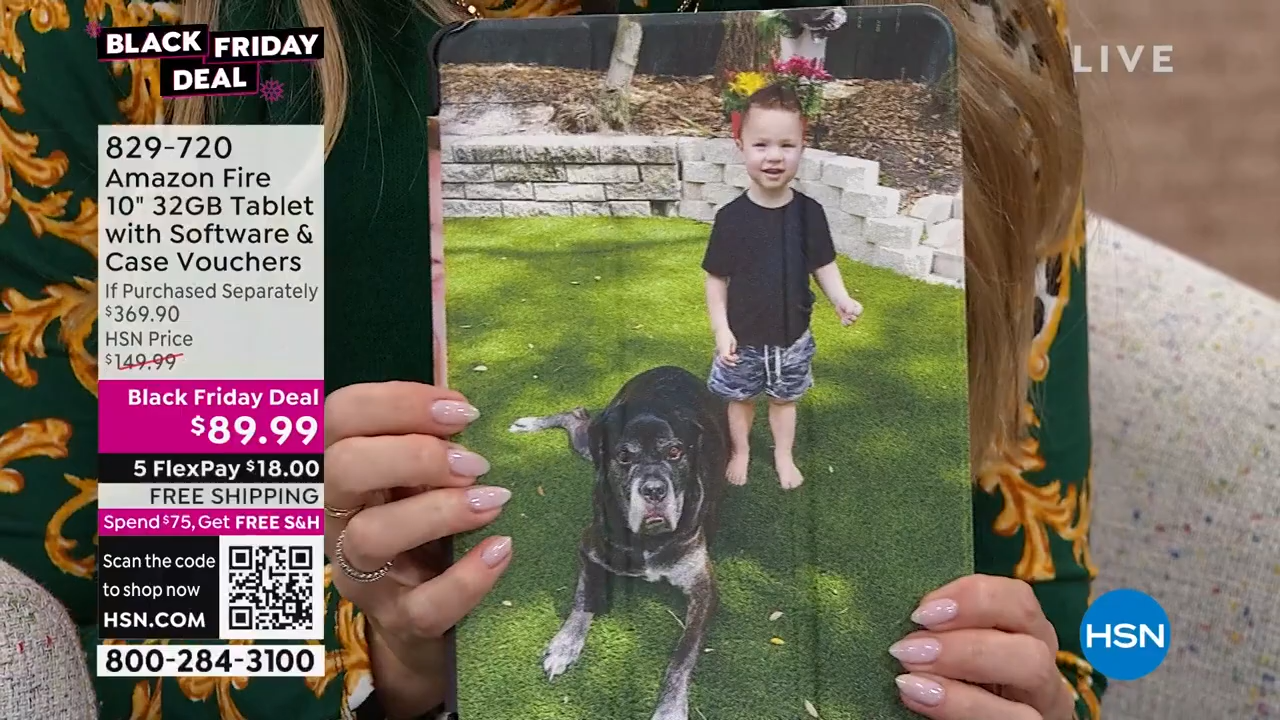 BLACK FRIDAY
DEAL
LIVE
829-720
Amazon Fire
10" 32GB Tablet
with Software &
Case Vouchers
If Purchased Separately
$369.90
HSN Price
$149.99
Black Friday Deal
$89.99
5 FlexPay $18.00
FREE SHIPPING
Spend $75, Get FREE S&H
Scan the code
to shop now
HSN.COM
800-284-3100
HSN